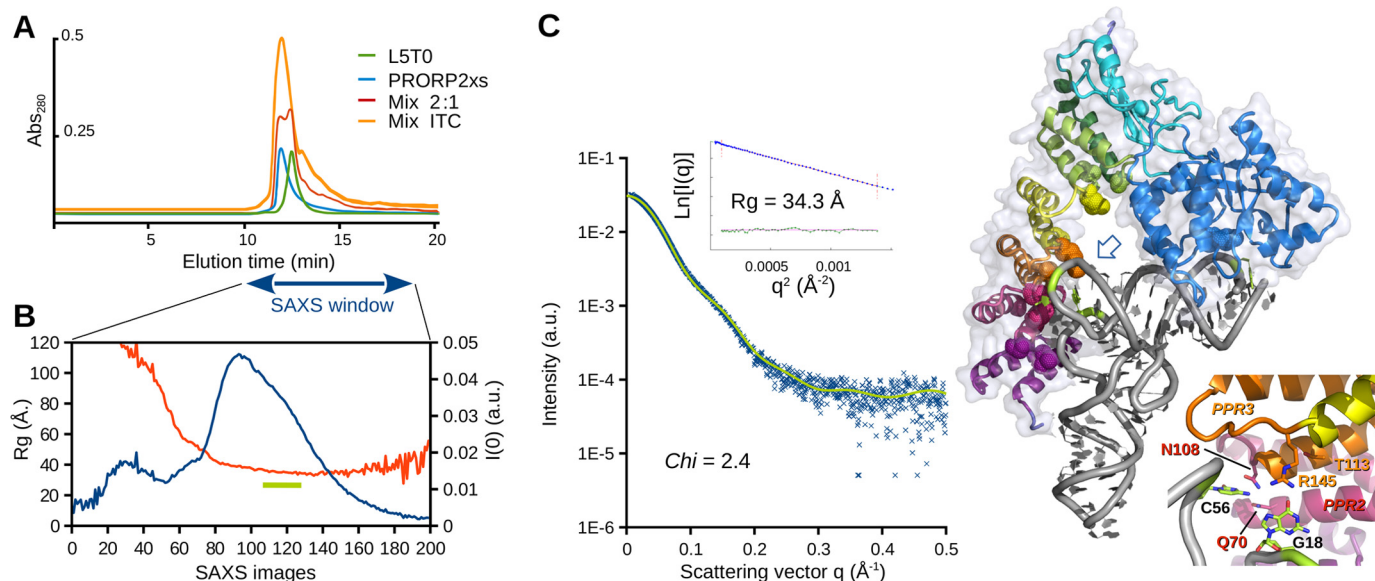 A
0.5
0.25
Abs280
L5T0
PRORP2xs
Mix 2:1
Mix ITC
5
10
15
20
Elution time (min)
SAXS window
B
120
100
80
60
40
20
0
Rg (Å.)
0.05
0.04
0.03
0.02
0.01
0
I(0) (a.u.)
0 20 40 60 80 100 120 140 160 180 200
SAXS images
C
1E-1
1E-2
1E-3
1E-4
1E-5
1E-6
Intensity (a.u.)
Ln[I(q)]
Rg = 34.3 Å
0.0005 0.001
q² (Å⁻²)
Chi = 2.4
0 0.1 0.2 0.3 0.4 0.5
Scattering vector q (Å⁻¹)
PPR3
N108
T113
R145
C56
PPR2
Q70
G18